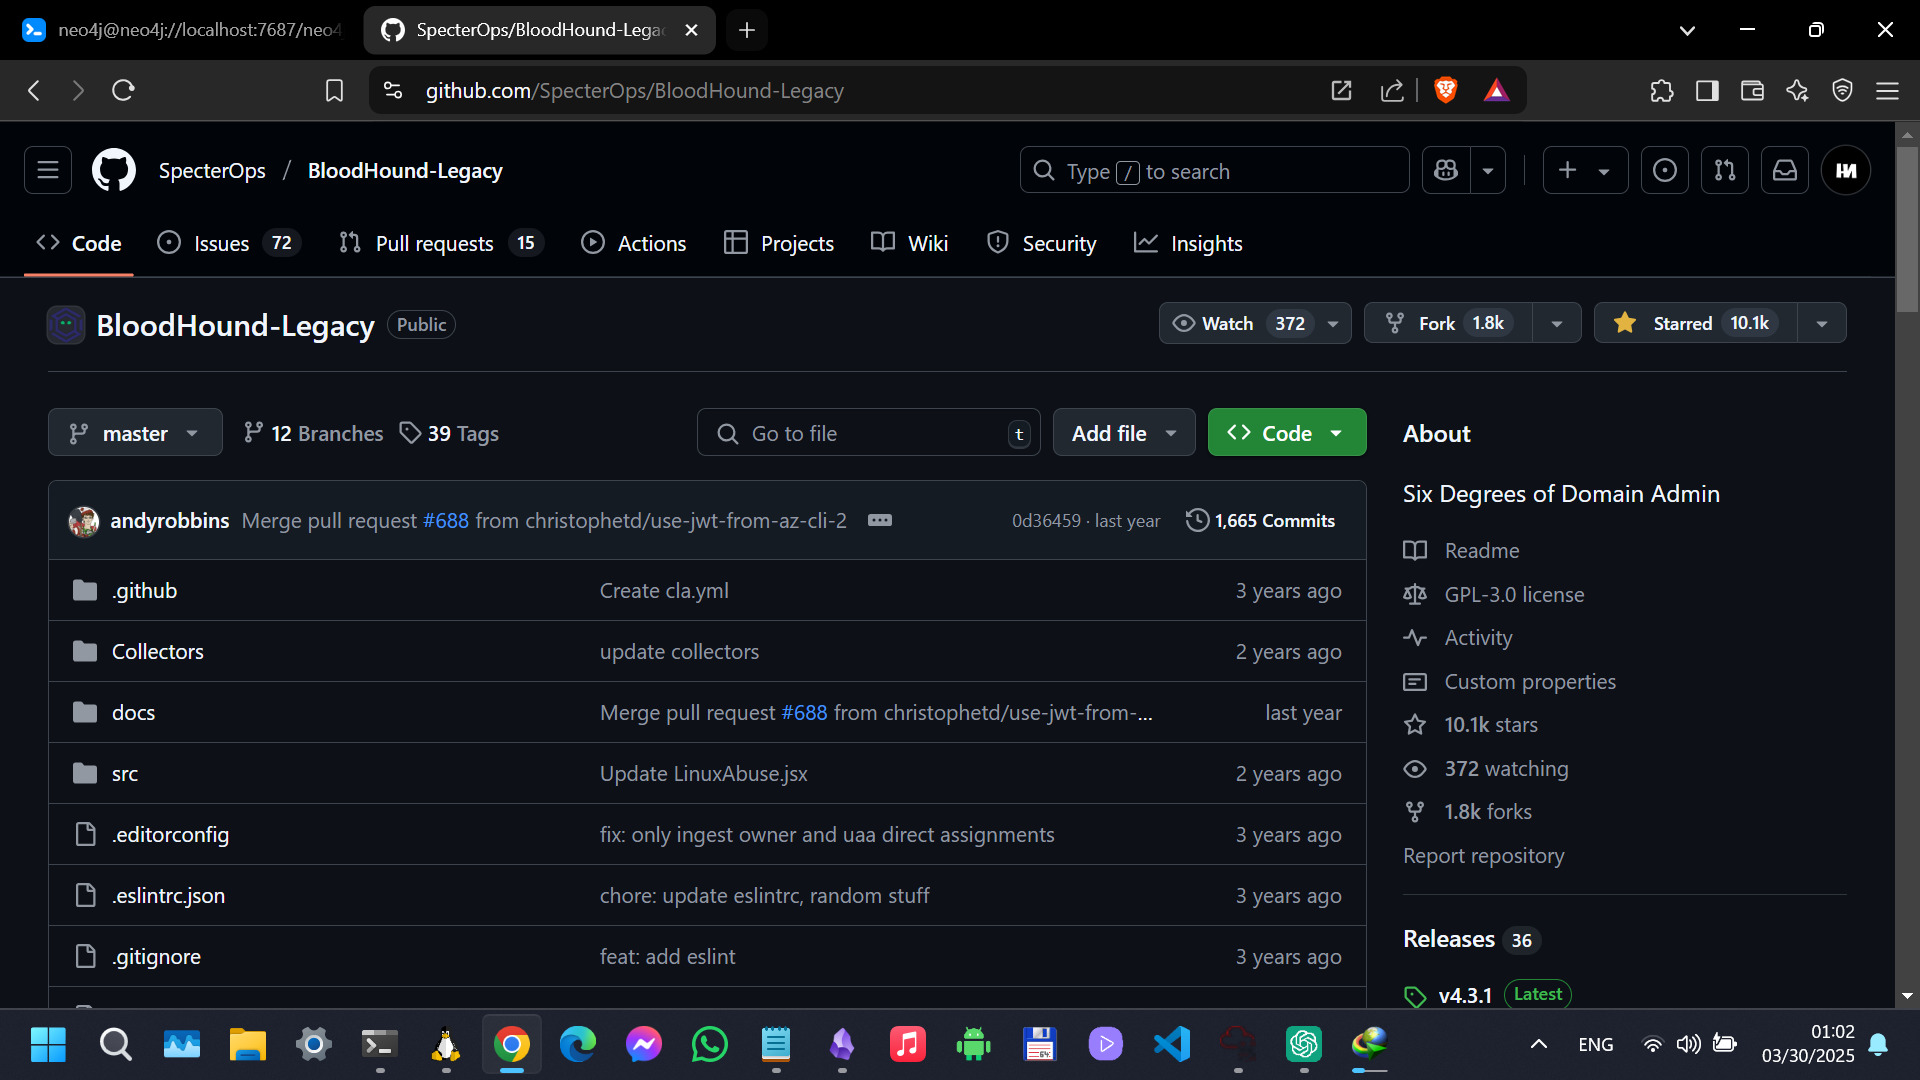 neo4j@neo4j://localhost:7687/neo4
SpecterOps/BloodHound-Lega
github.com/SpecterOps/BloodHound-Legacy
SpecterOps / BloodHound-Legacy
Type / to search
Code
Issues 72
Pull requests 15
Actions
Projects
Wiki
Security
Insights
BloodHound-Legacy Public
Watch 372
Fork 1.8k
Starred 10.1k
master
12 Branches
39 Tags
Go to file t
Add file
Code
andyrobbins Merge pull request #688 from christophetd/use-jwt-from-az-cli-2
0d36459 · last year
1,665 Commits
.github Create cla.yml 3 years ago
Collectors update collectors 2 years ago
docs Merge pull request #688 from christophetd/use-jwt-from-... last year
src Update LinuxAbuse.jsx 2 years ago
.editorconfig fix: only ingest owner and uaa direct assignments 3 years ago
.eslintrc.json chore: update eslintrc, random stuff 3 years ago
.gitignore feat: add eslint 3 years ago
About
Six Degrees of Domain Admin
Readme
GPL-3.0 license
Activity
Custom properties
10.1k stars
372 watching
1.8k forks
Report repository
Releases 36
v4.3.1 Latest
64
ENG
01:02
03/30/2025